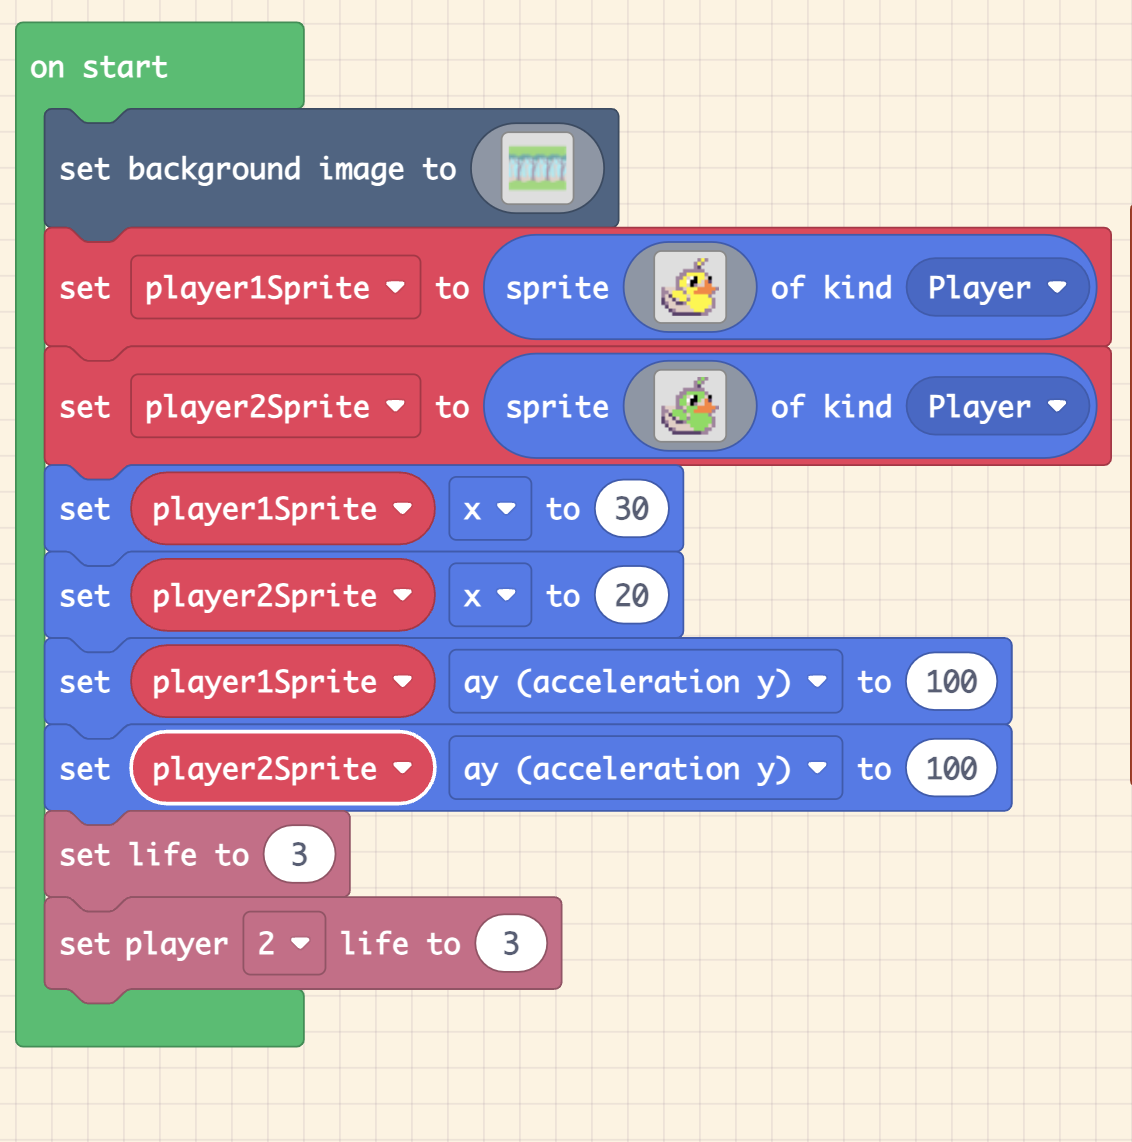 on start
set background image to
set player1Sprite to sprite of kind Player
set player2Sprite to sprite of kind Player
set player1Sprite x to 30
set player2Sprite x to 20
set player1Sprite ay (acceleration y) to 100
set player2Sprite ay (acceleration y) to 100
set life to 3
set player 2 life to 3